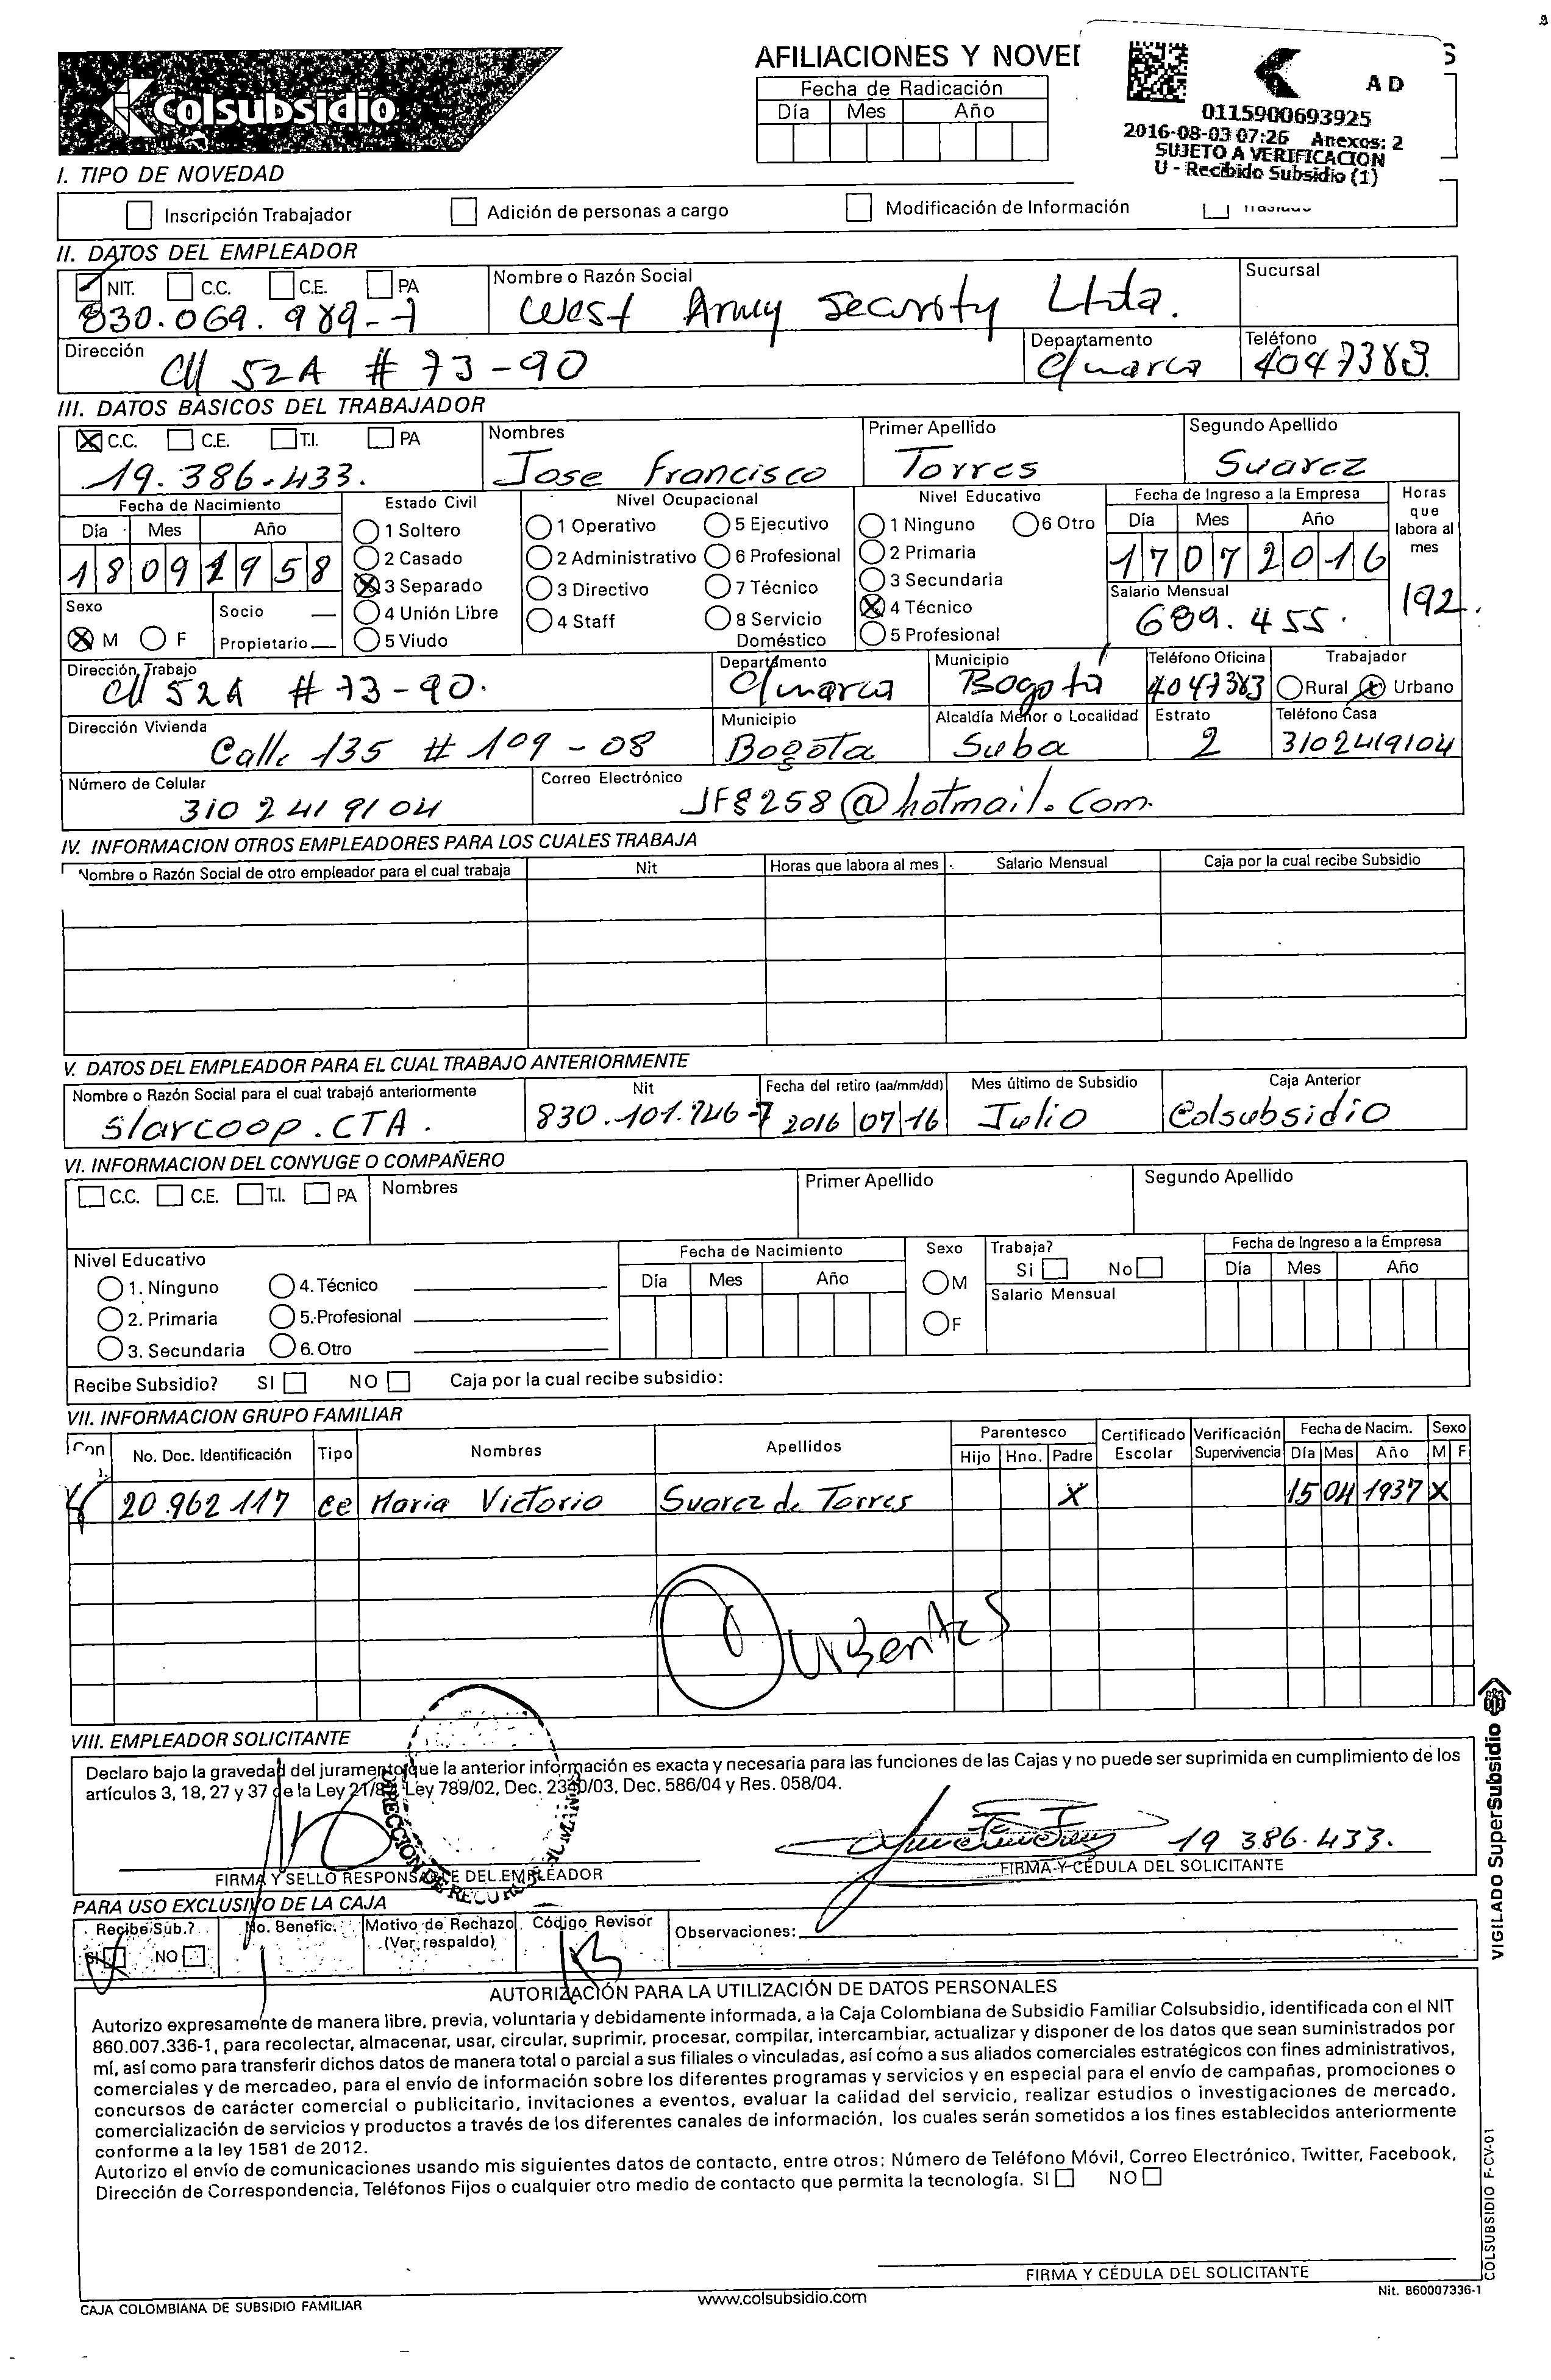 Colsubsidio
AFILIACIONES Y NOVE
AD
0115900693925
2016-08-03 07:26 Anexos: 2
SUJETO A VERIFICACION
U - Recibido Subsidio (1)
Fecha de Radicación
Día Mes Año
I. TIPO DE NOVEDAD
Inscripción Trabajador Adición de personas a cargo Modificación de Información
II. DATOS DEL EMPLEADOR
NIT. C.C. C.E. PA Nombre o Razón Social Sucursal
830.069.989-7 West Army Security Ltda.
Dirección Departamento Teléfono
Cll 52A # 73-90 C/marca 4047383
III. DATOS BASICOS DEL TRABAJADOR
C.C. C.E. T.I. PA Nombres Primer Apellido Segundo Apellido
19.386.433. Jose Francisco Torres Suarez
Fecha de Nacimiento Estado Civil Nivel Ocupacional Nivel Educativo Fecha de Ingreso a la Empresa Horas que labora al mes
Día Mes Año 1 Soltero 1 Operativo 5 Ejecutivo 1 Ninguno 6 Otro Día Mes Año
18 09 1958 2 Casado 2 Administrativo 6 Profesional 2 Primaria 17 07 2016
3 Separado 3 Directivo 7 Técnico 3 Secundaria Salario Mensual 192.
Sexo Socio 4 Unión Libre 4 Staff 8 Servicio Doméstico 4 Técnico 689.455.
M F Propietario 5 Viudo 5 Profesional
Dirección Trabajo Departamento Municipio Teléfono Oficina Trabajador
Cll 52A # 73-90. C/marca Bogotá 4047383 Rural Urbano
Dirección Vivienda Municipio Alcaldía Menor o Localidad Estrato Teléfono Casa
Calle 135 # 109-08 Bogota Suba 2 3102419104
Número de Celular Correo Electrónico
310 241 9104 JF8258@hotmail.com
IV. INFORMACION OTROS EMPLEADORES PARA LOS CUALES TRABAJA
Nombre o Razón Social de otro empleador para el cual trabaja Nit Horas que labora al mes Salario Mensual Caja por la cual recibe Subsidio
V. DATOS DEL EMPLEADOR PARA EL CUAL TRABAJO ANTERIORMENTE
Nombre o Razón Social para el cual trabajó anteriormente Nit Fecha del retiro (aa/mm/dd) Mes último de Subsidio Caja Anterior
Starcoop.CTA. 830.101.746-7 2016 07 16 Julio Colsubsidio
VI. INFORMACION DEL CONYUGE O COMPAÑERO
C.C. C.E. T.I. PA Nombres Primer Apellido Segundo Apellido
Nivel Educativo Fecha de Nacimiento Sexo Trabaja? Fecha de Ingreso a la Empresa
1. Ninguno 4. Técnico Día Mes Año M Si No Día Mes Año
2. Primaria 5. Profesional Salario Mensual
3. Secundaria 6. Otro F
Recibe Subsidio? SI NO Caja por la cual recibe subsidio:
VII. INFORMACION GRUPO FAMILIAR
Con No. Doc. Identificación Tipo Nombres Apellidos Parentesco Certificado Escolar Verificación Supervivencia Fecha de Nacim. Sexo
Hijo Hno. Padre Día Mes Año M F
20.962 117 ce Maria Victoria Suarez de Torres X 15 04 1937 X
VIII. EMPLEADOR SOLICITANTE
Declaro bajo la gravedad del juramento que la anterior información es exacta y necesaria para las funciones de las Cajas y no puede ser suprimida en cumplimiento de los
artículos 3, 18, 27 y 37 de la Ley 21/82, Ley 789/02, Dec. 2340/03, Dec. 586/04 y Res. 058/04.
19 386.433.
FIRMA Y SELLO RESPONSABLE DEL EMPLEADOR FIRMA Y CÉDULA DEL SOLICITANTE
PARA USO EXCLUSIVO DE LA CAJA
Recibe Sub.? No. Benefic. Motivo de Rechazo Código Revisor Observaciones:
SI NO (Ver respaldo)
AUTORIZACIÓN PARA LA UTILIZACIÓN DE DATOS PERSONALES
Autorizo expresamente de manera libre, previa, voluntaria y debidamente informada, a la Caja Colombiana de Subsidio Familiar Colsubsidio, identificada con el NIT
860.007.336-1, para recolectar, almacenar, usar, circular, suprimir, procesar, compilar, intercambiar, actualizar y disponer de los datos que sean suministrados por
mí, así como para transferir dichos datos de manera total o parcial a sus filiales o vinculadas, así como a sus aliados comerciales estratégicos con fines administrativos,
comerciales y de mercadeo, para el envío de información sobre los diferentes programas y servicios y en especial para el envío de campañas, promociones o
concursos de carácter comercial o publicitario, invitaciones a eventos, evaluar la calidad del servicio, realizar estudios o investigaciones de mercado,
comercialización de servicios y productos a través de los diferentes canales de información, los cuales serán sometidos a los fines establecidos anteriormente
conforme a la ley 1581 de 2012.
Autorizo el envío de comunicaciones usando mis siguientes datos de contacto, entre otros: Número de Teléfono Móvil, Correo Electrónico, Twitter, Facebook,
Dirección de Correspondencia, Teléfonos Fijos o cualquier otro medio de contacto que permita la tecnología. SI NO
FIRMA Y CÉDULA DEL SOLICITANTE
CAJA COLOMBIANA DE SUBSIDIO FAMILIAR www.colsubsidio.com Nit. 860007336-1
VIGILADO SuperSubsidio
COLSUBSIDIO F-CV-01